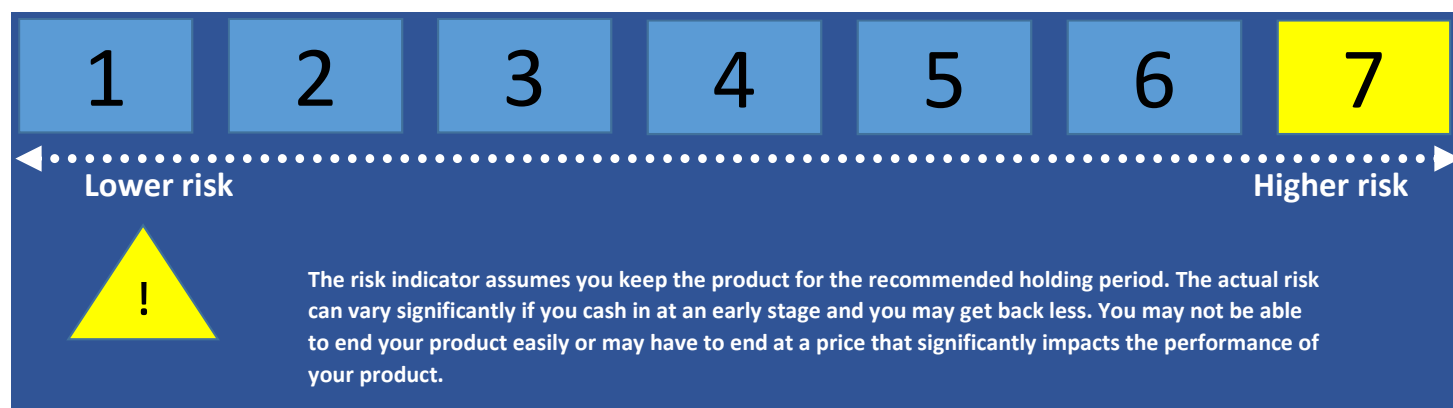 1 2 3 4 5 6 7
Lower risk Higher risk
!
The risk indicator assumes you keep the product for the recommended holding period. The actual risk
can vary significantly if you cash in at an early stage and you may get back less. You may not be able
to end your product easily or may have to end at a price that significantly impacts the performance of
your product.